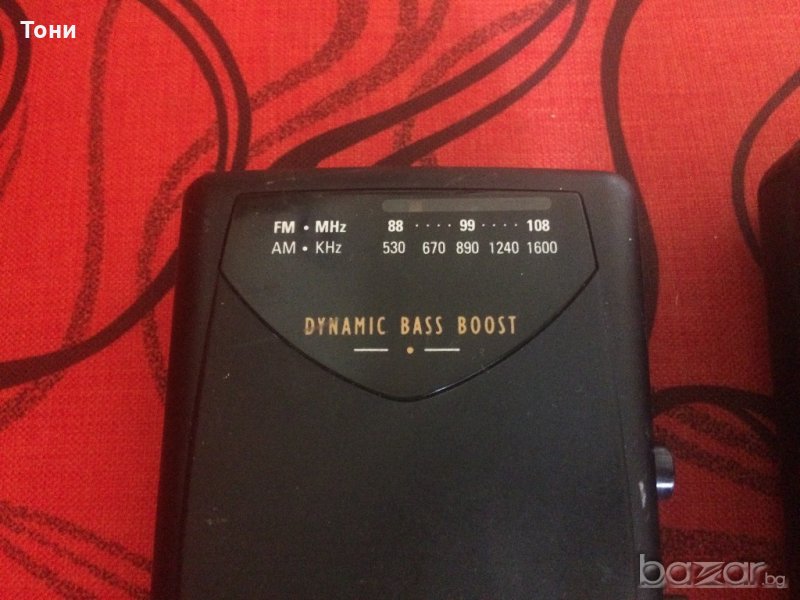 Тони
FM • MHz 88 ···· 99 ···· 108
AM • KHz 530 670 890 1240 1600
DYNAMIC BASS BOOST
bazar.bg